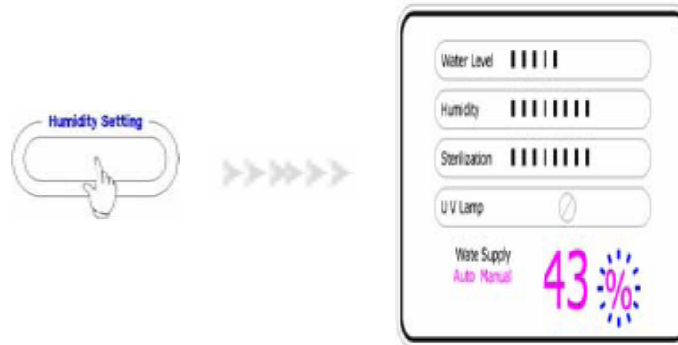 Humidity Setting
Water Level
Humidity
Sterilization
U V Lamp
Wate Supply
Auto Manual
43 %